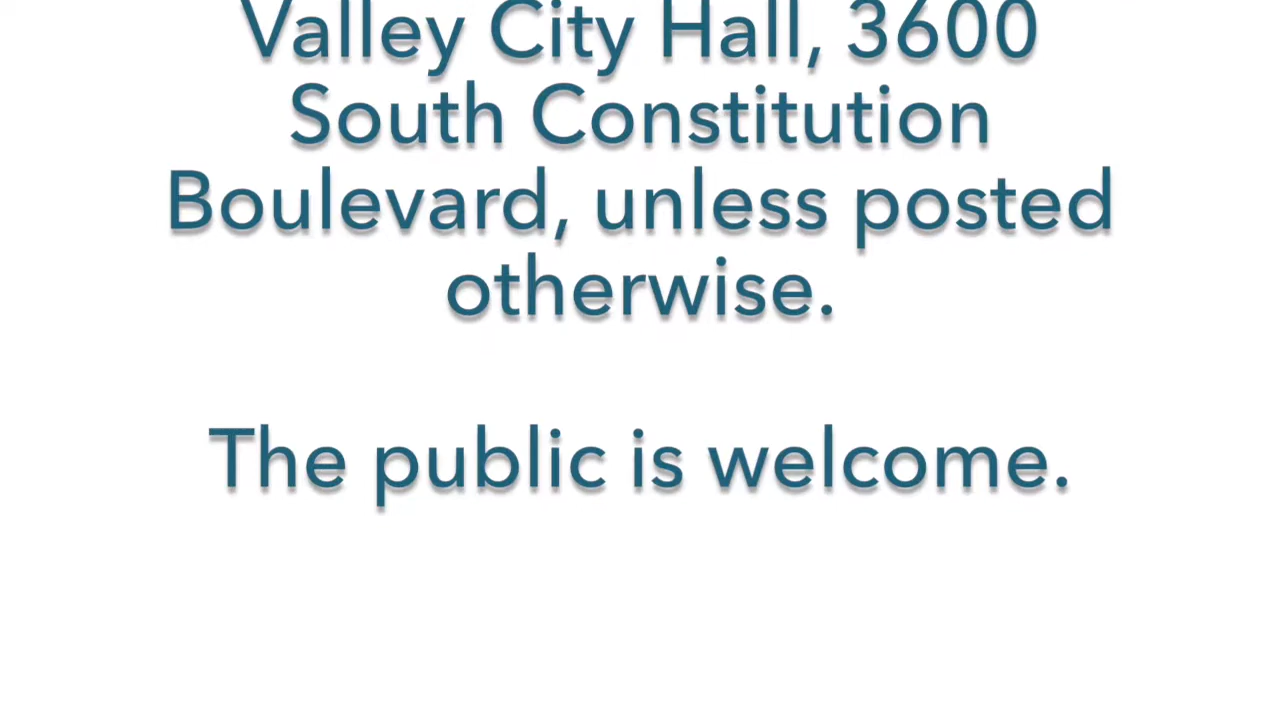 Valley City Hall, 3600
South Constitution
Boulevard, unless posted
otherwise.
The public is welcome.